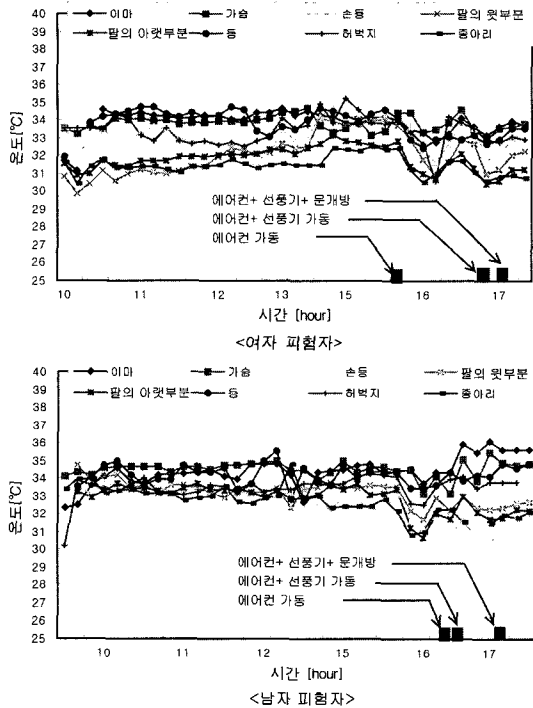 이마 가슴 손등 팔의 윗부분
팔의 아랫부분 등 허벅지 종아리
온도[℃]
40
39
38
37
36
35
34
33
32
31
30
29
28
27
26
25
에어컨+ 선풍기+ 문개방
에어컨+ 선풍기 가동
에어컨 가동
10 11 12 13 15 16 17
시간 [hour]
<여자 피험자>
이마 가슴 손등 팔의 윗부분
팔의 아랫부분 등 허벅지 종아리
온도[℃]
40
39
38
37
36
35
34
33
32
31
30
29
28
27
26
25
에어컨+ 선풍기+ 문개방
에어컨+ 선풍기 가동
에어컨 가동
10 11 12 13 15 16 17
시간 [hour]
<남자 피험자>